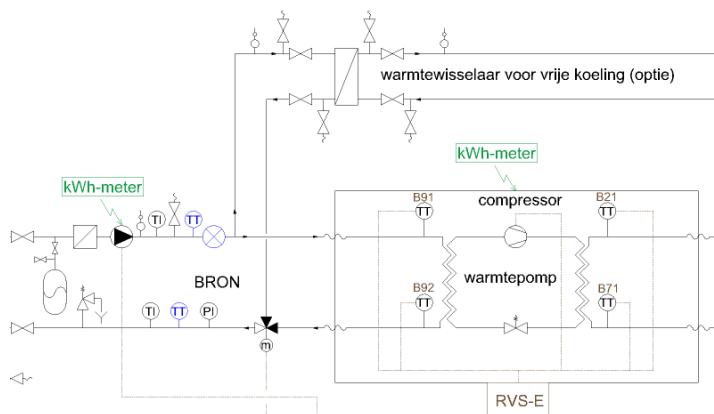 warmtewisselaar voor vrije koeling (optie)
kWh-meter
kWh-meter
B91
TT
compressor
B21
TT
TI
TT
BRON
warmtepomp
B92
TT
B71
TT
TI
TT
PI
m
RVS-E